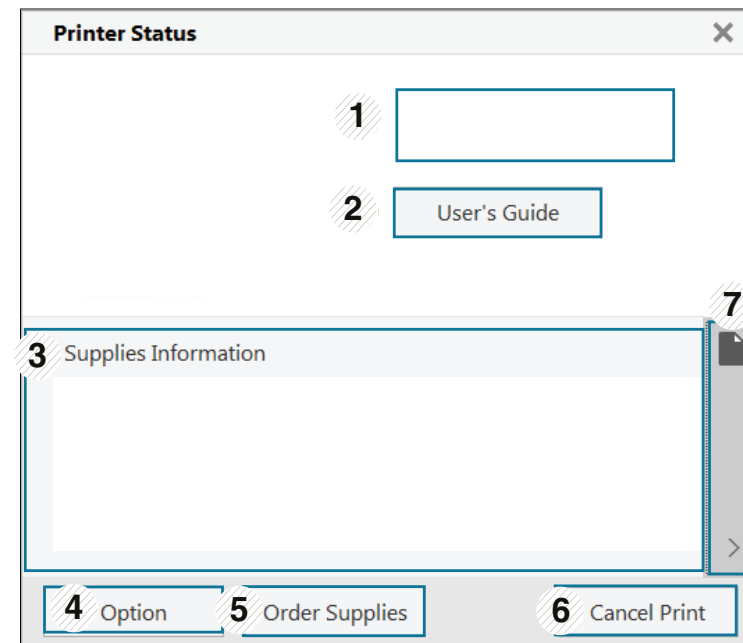 Printer Status
1
2 User's Guide
7
3 Supplies Information
4 Option 5 Order Supplies 6 Cancel Print